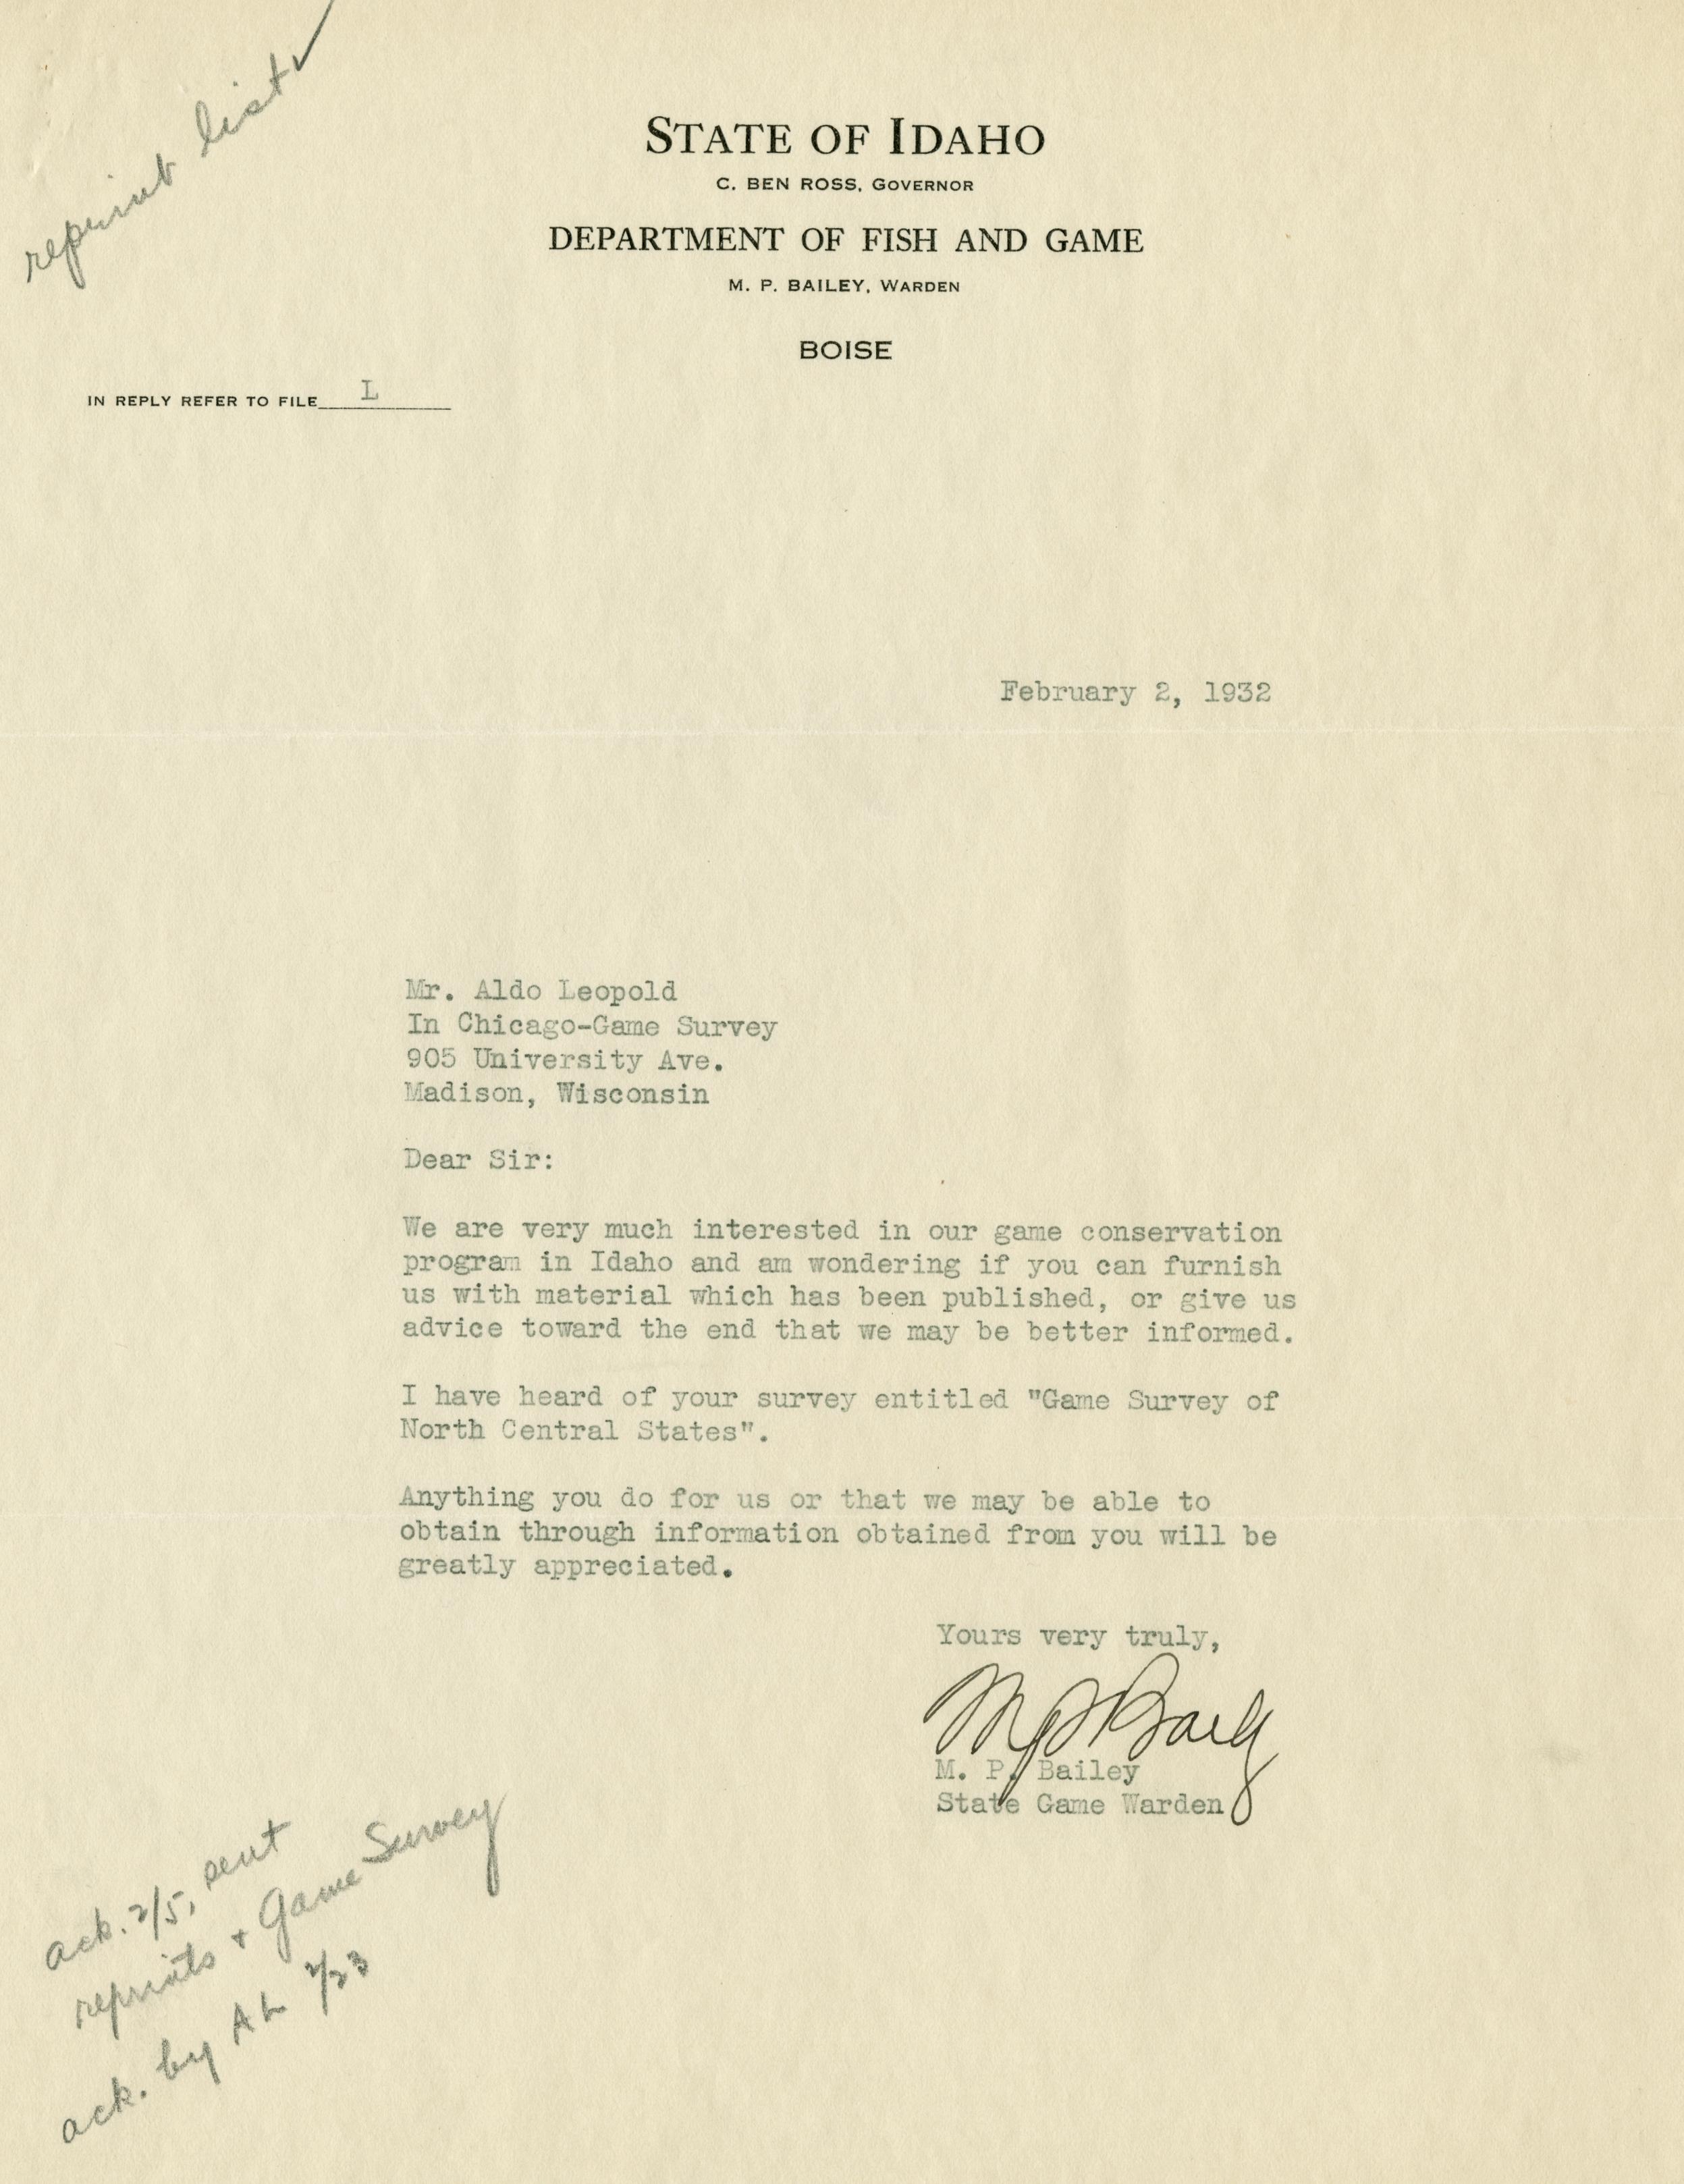 reprint list ✓
STATE OF IDAHO
C. BEN ROSS, GOVERNOR
DEPARTMENT OF FISH AND GAME
M. P. BAILEY, WARDEN
BOISE
IN REPLY REFER TO FILE L
February 2, 1932
Mr. Aldo Leopold
In Chicago-Game Survey
905 University Ave.
Madison, Wisconsin
Dear Sir:
We are very much interested in our game conservation
program in Idaho and am wondering if you can furnish
us with material which has been published, or give us
advice toward the end that we may be better informed.
I have heard of your survey entitled "Game Survey of
North Central States".
Anything you do for us or that we may be able to
obtain through information obtained from you will be
greatly appreciated.
Yours very truly,
M P Bailey
M. P. Bailey
State Game Warden
ack. 2/5, sent
reprints + Game Survey
ack. by AL 2/23